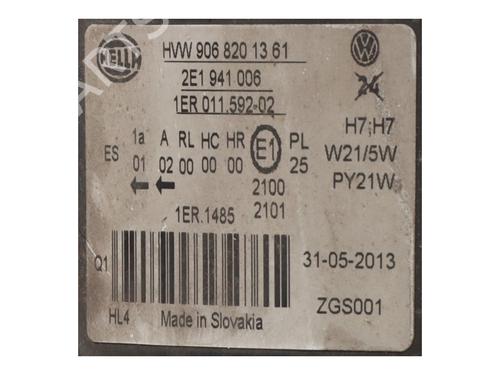 HELLA
HVW 906 820 13 61
2E1 941 006
1ER 011.592-02
24
H7;H7
W21/5W
PY21W
1a A RL HC HR E1 PL
ES 01 02 00 00 00 25
2100
2101
1ER.1485
Q1
31-05-2013
HL4 Made in Slovakia
ZGS001